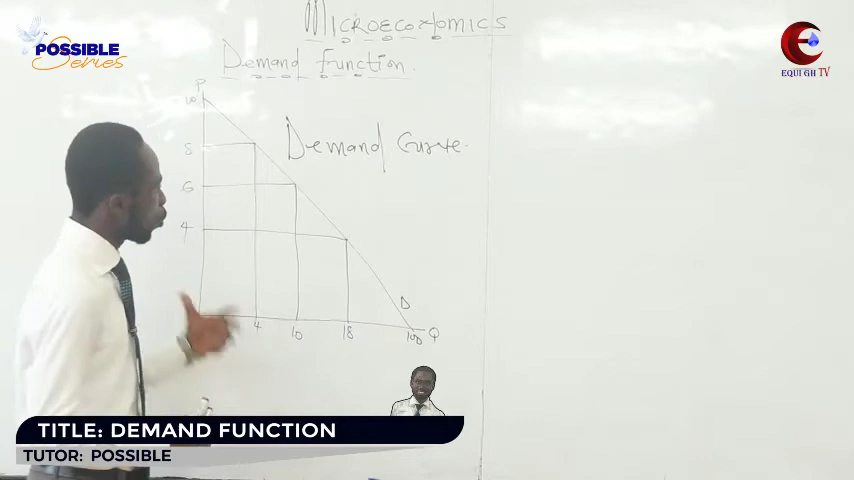 Microeconomics
POSSIBLE
Series
EQUI GH TV
Demand function
P
10
Demand Curve
8
6
4
D
4
10
18
100
Q
TITLE: DEMAND FUNCTION
TUTOR: POSSIBLE